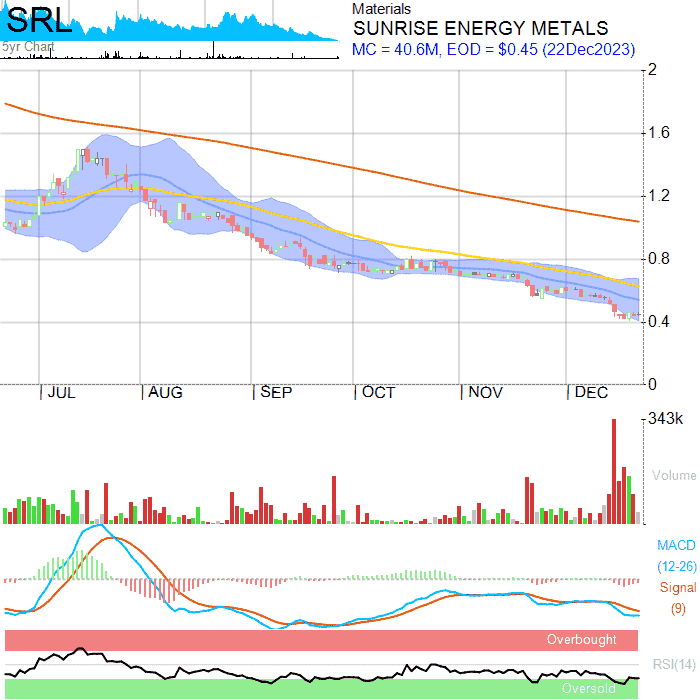 SRL
5yr Chart
Materials
SUNRISE ENERGY METALS
MC = 40.6M, EOD = $0.45 (22Dec2023)
2
1.6
1.2
0.8
0.4
0
JUL AUG SEP OCT NOV DEC
343k
Volume
MACD
(12-26)
Signal
(9)
Overbought
RSI(14)
Oversold